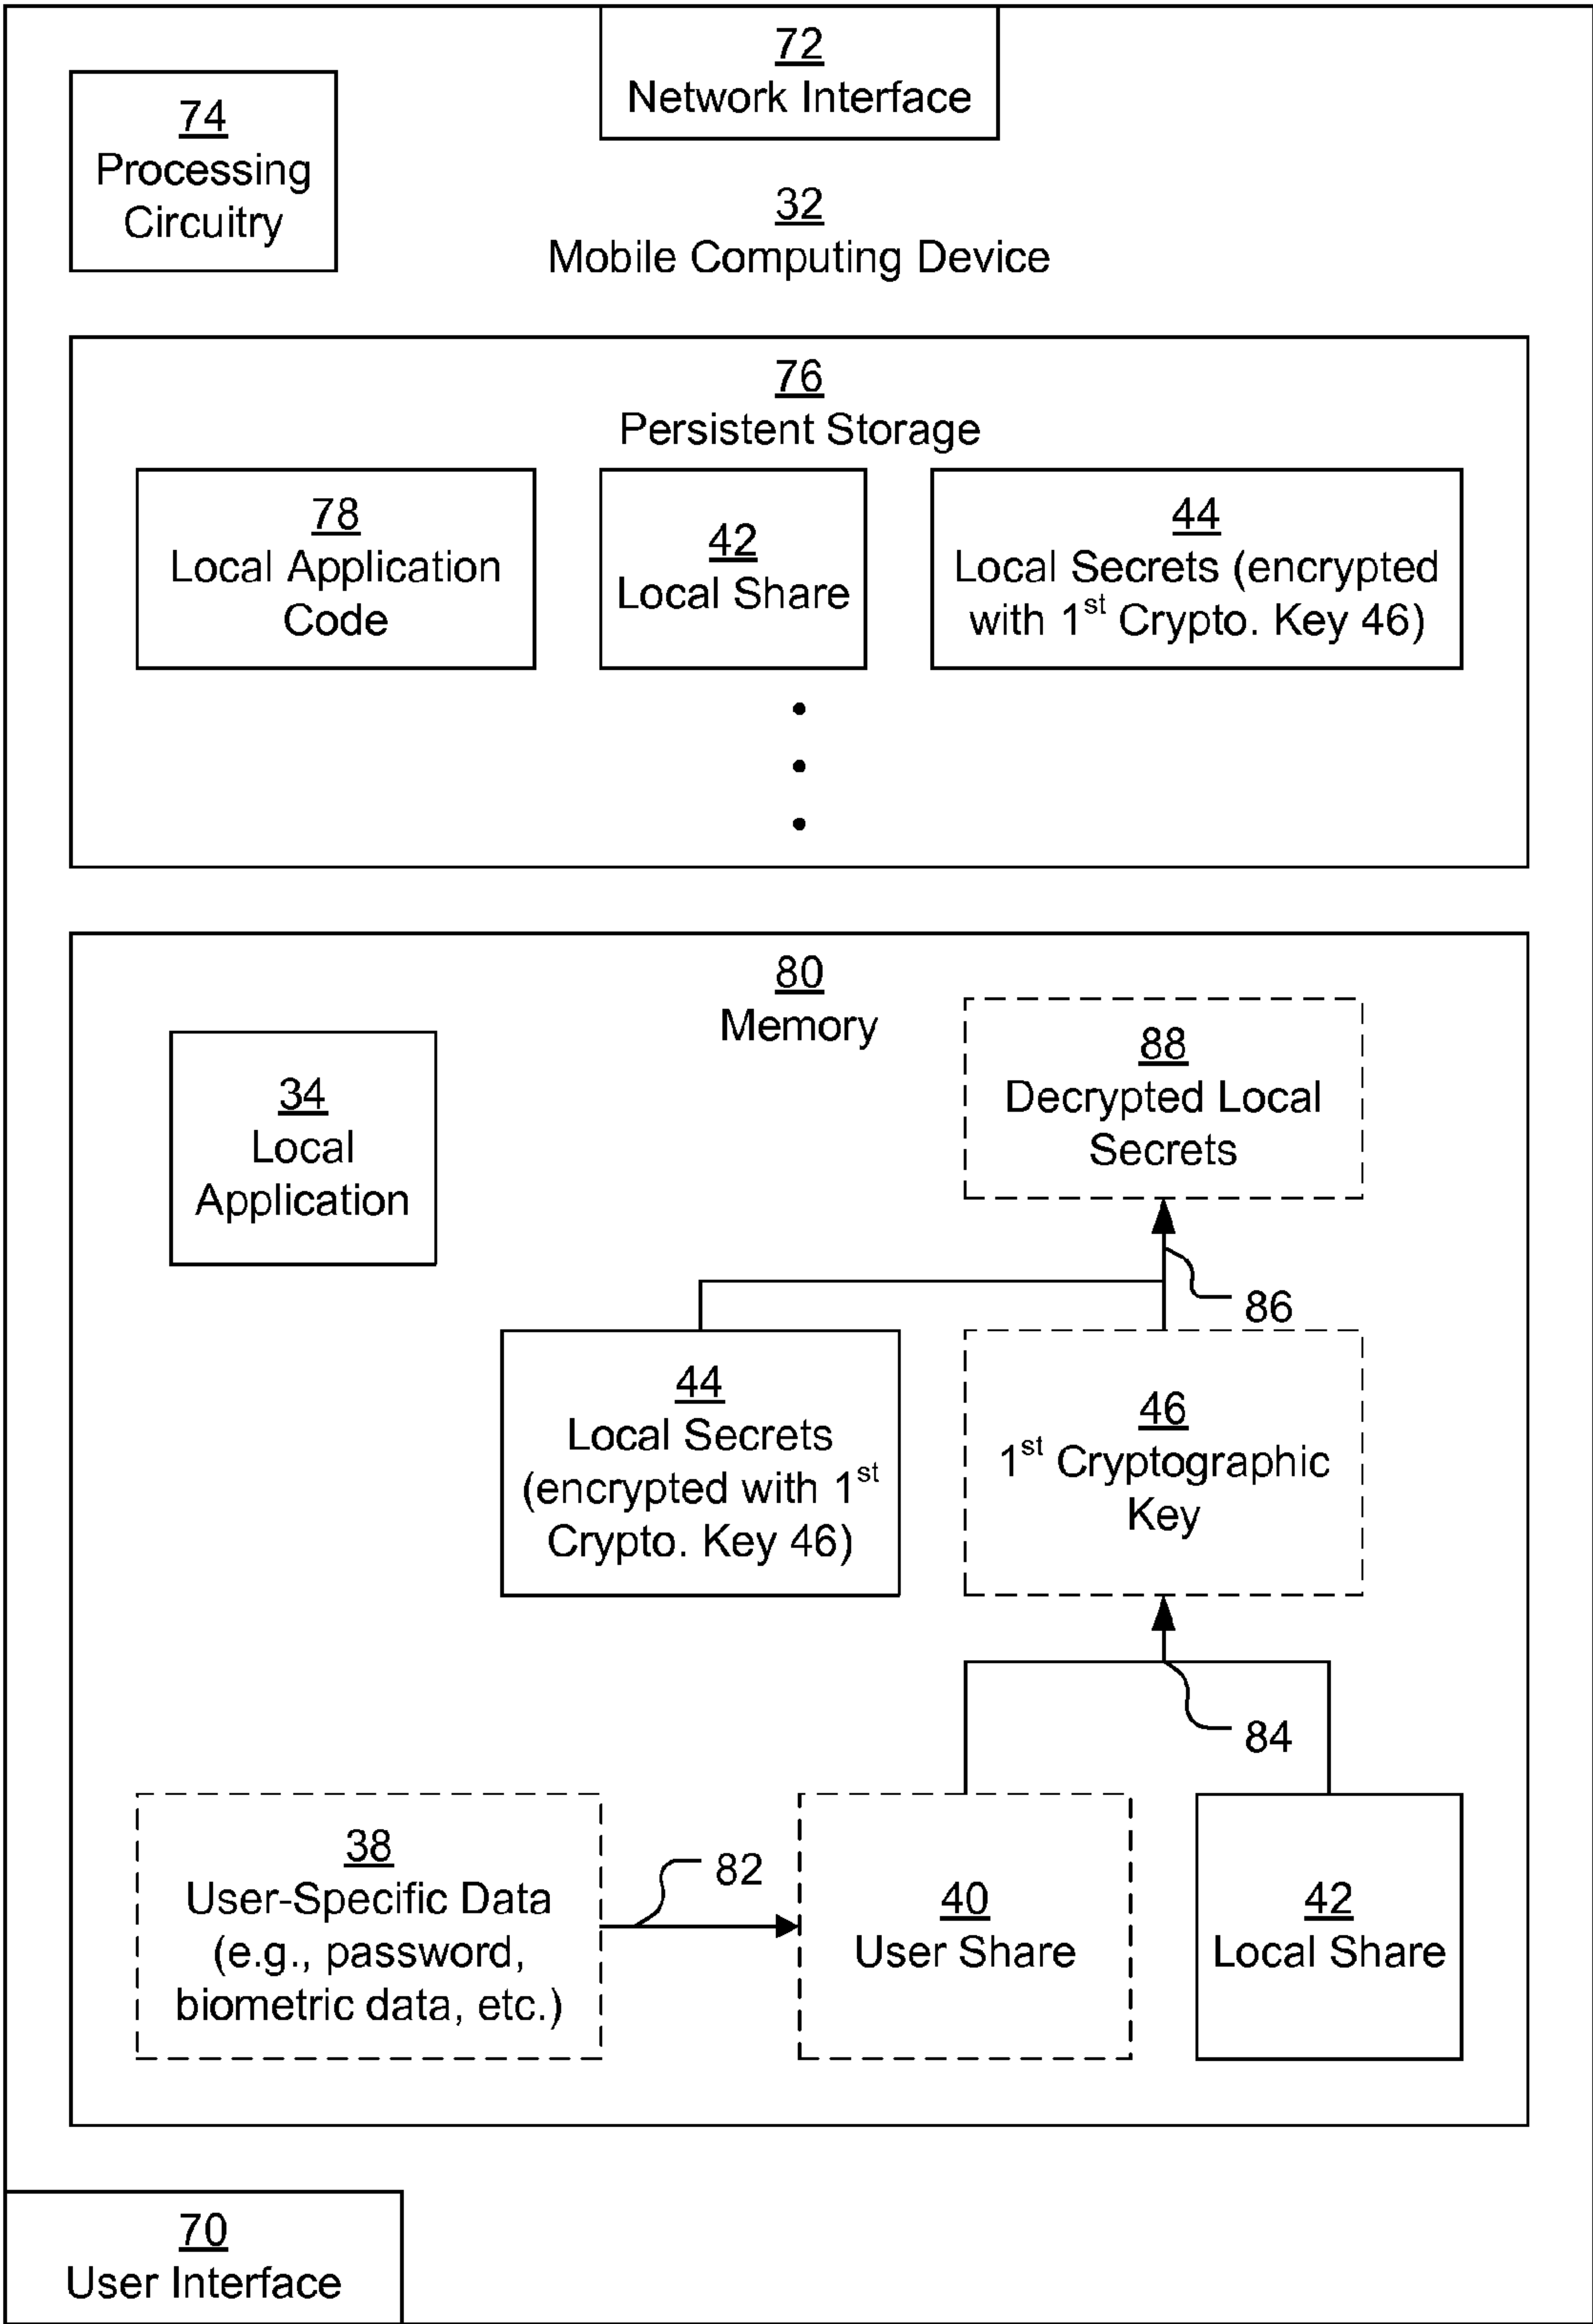 72
Network Interface
74
Processing
Circuitry
32
Mobile Computing Device
76
Persistent Storage
78
Local Application
Code
42
Local Share
44
Local Secrets (encrypted
with 1st Crypto. Key 46)
80
Memory
34
Local
Application
88
Decrypted Local
Secrets
86
44
Local Secrets
(encrypted with 1st
Crypto. Key 46)
46
1st Cryptographic
Key
84
38
User-Specific Data
(e.g., password,
biometric data, etc.)
82
40
User Share
42
Local Share
70
User Interface